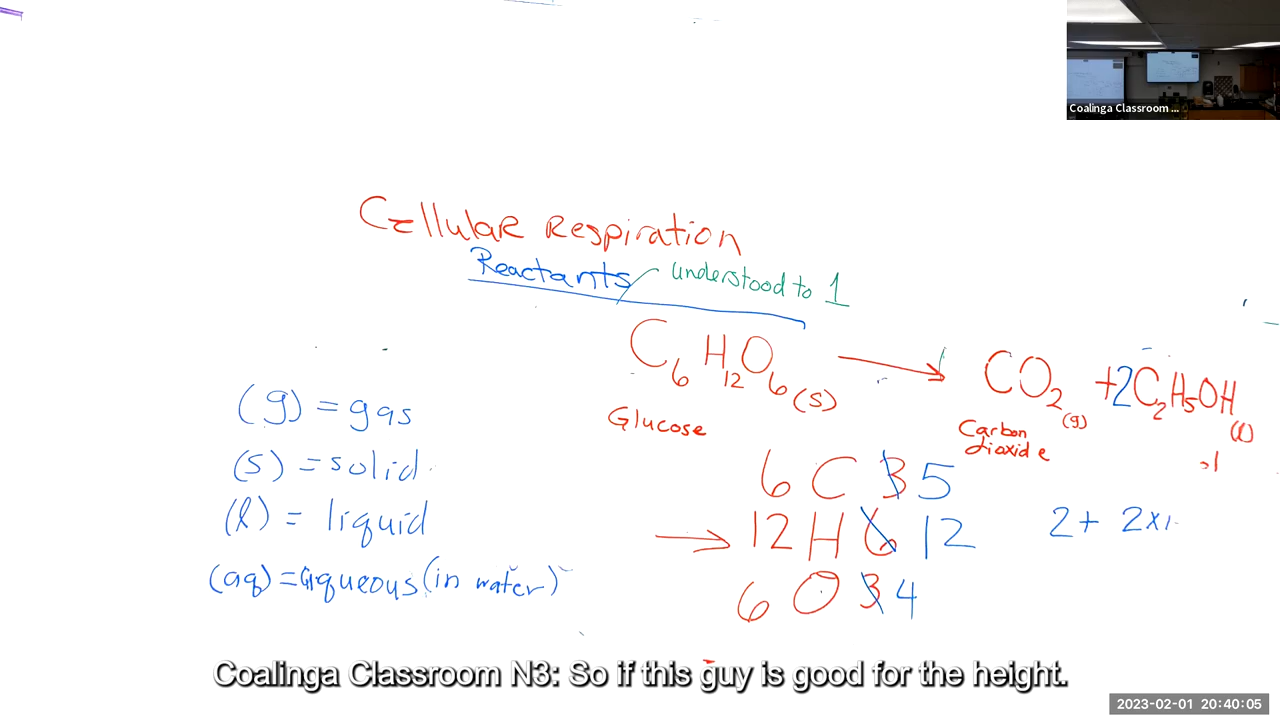 Coalinga Classroom ...
Cellular Respiration
Reactants understood to 1
C6H12O6(s) → CO2(g) + 2C2H5OH(l)
Glucose
Carbon dioxide
(g) = gas
(s) = solid
(l) = liquid
(aq) = aqueous (in water)
6 C 3 5
→ 12 H 6 12
6 O 3 4
2 + 2x1
Coalinga Classroom N3: So if this guy is good for the height.
2023-02-01 20:40:05